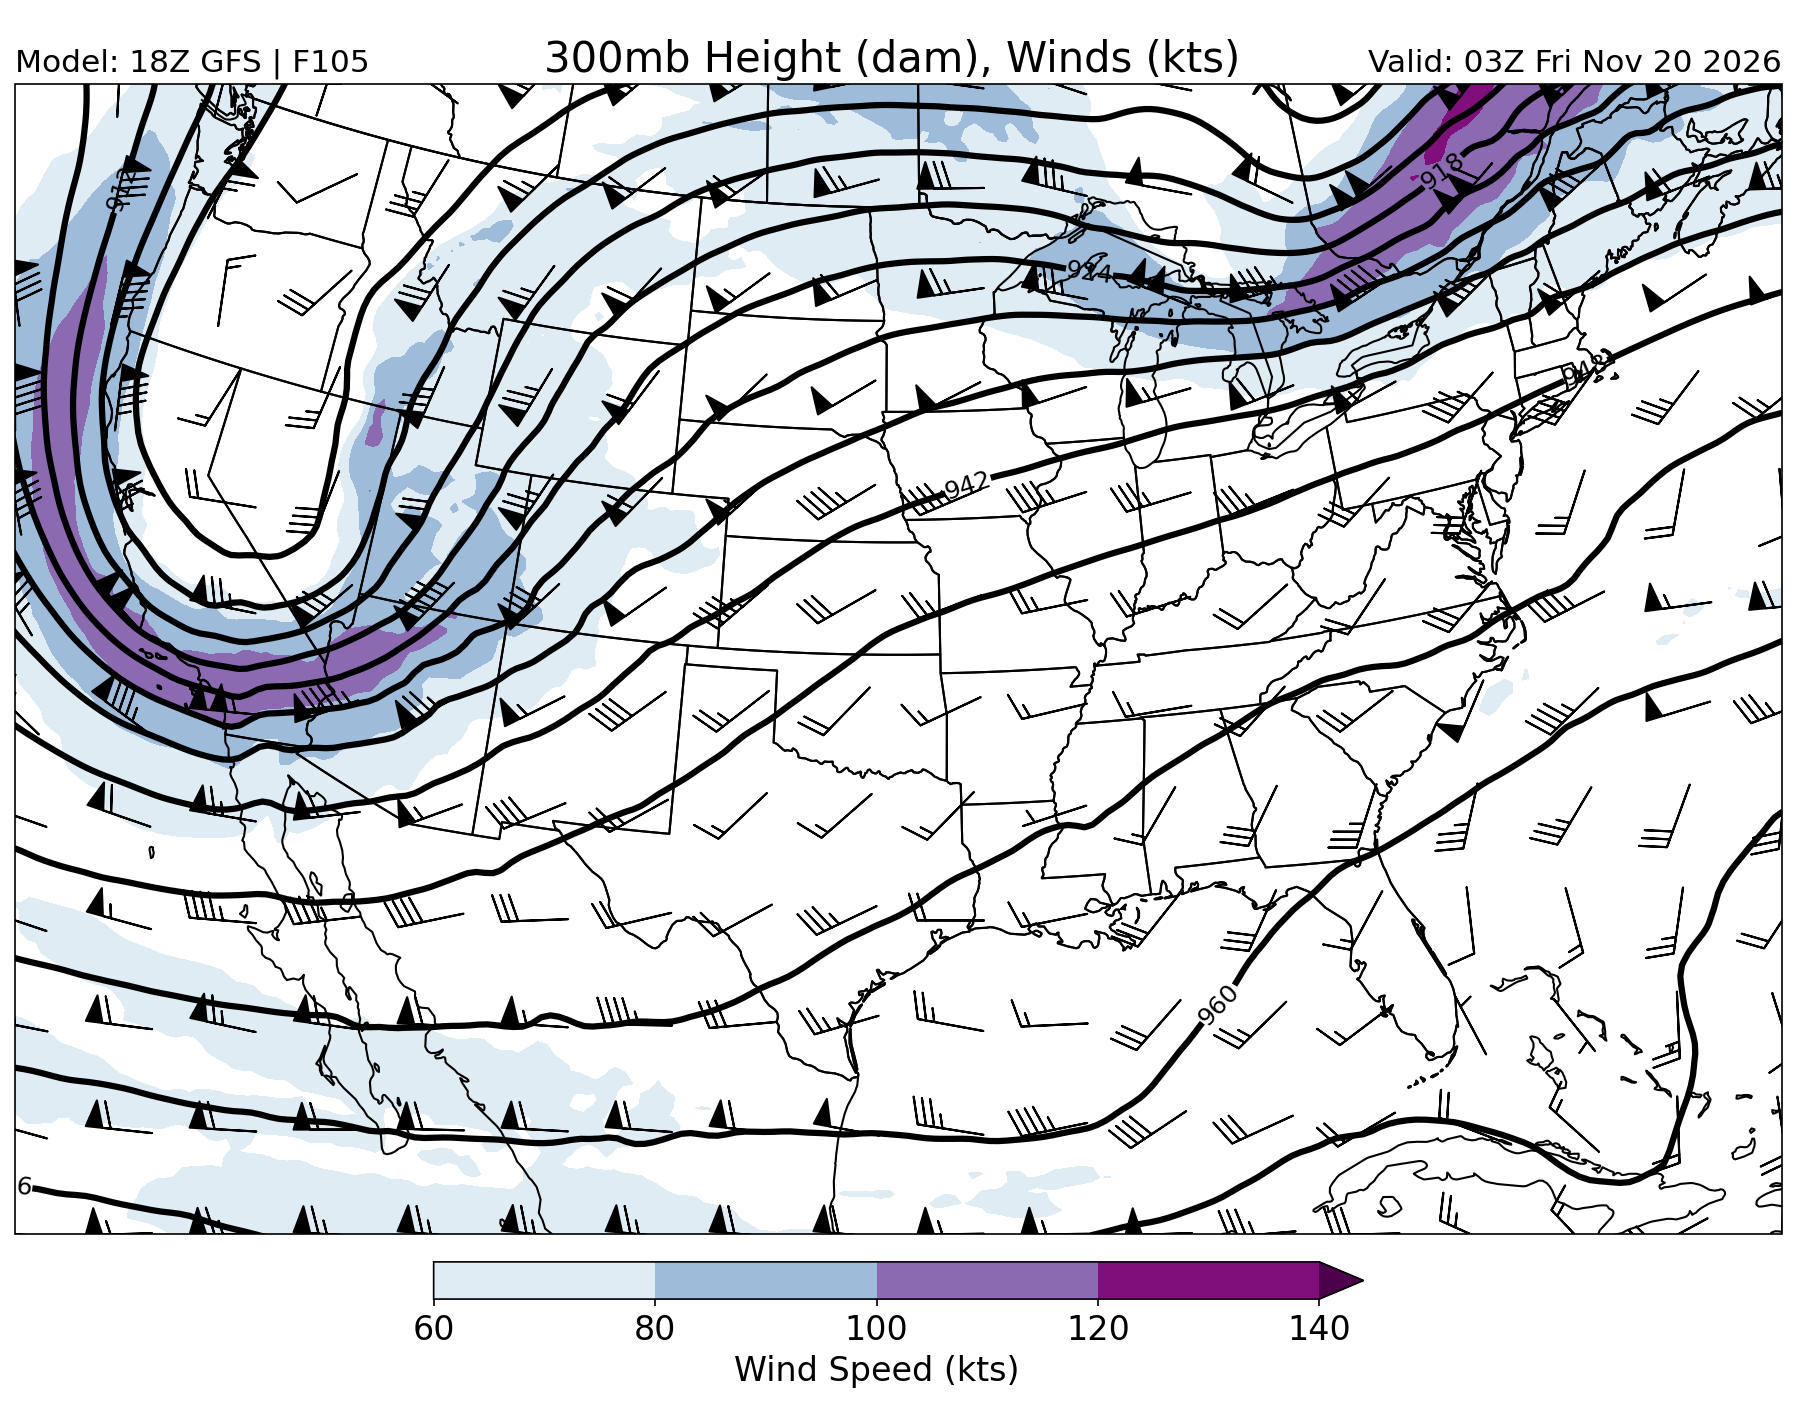 Model: 18Z GFS | F105
300mb Height (dam), Winds (kts)
Valid: 03Z Fri Nov 20 2026
918
924
948
942
960
6
60 80 100 120 140
Wind Speed (kts)